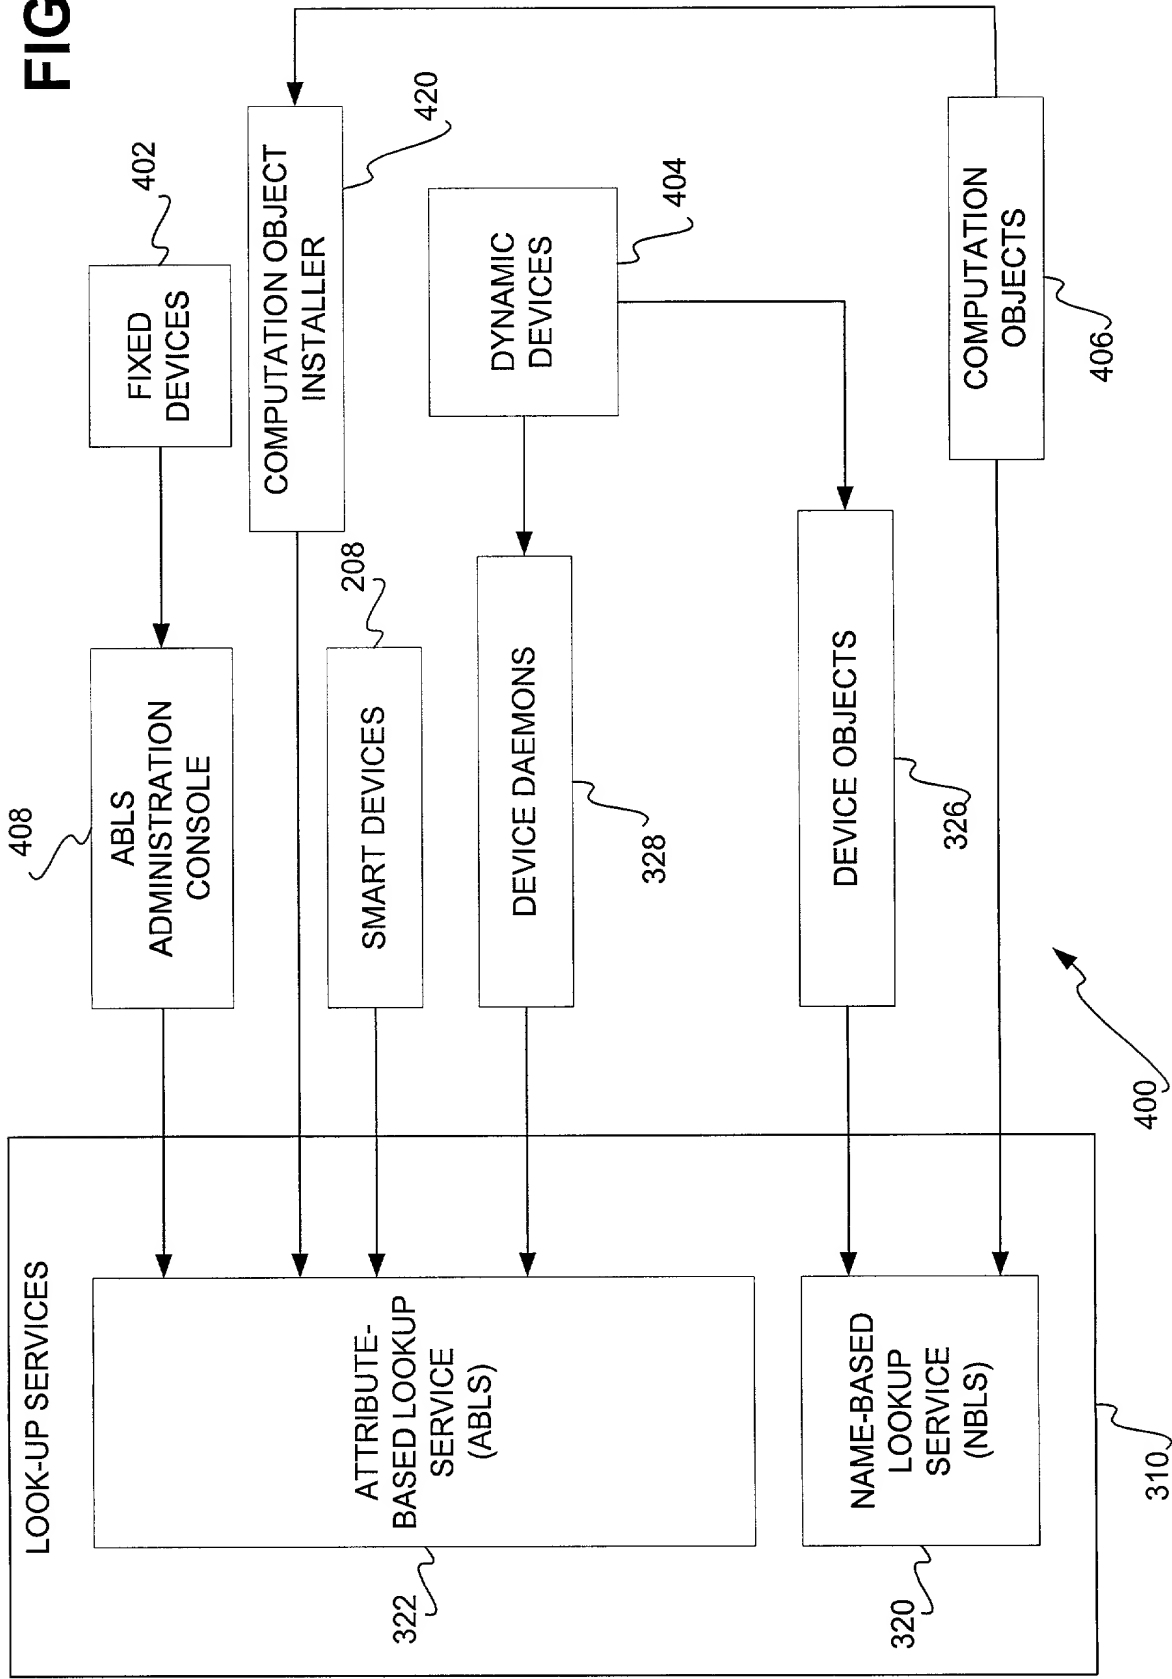 FIG
LOOK-UP SERVICES
ATTRIBUTE-
BASED LOOKUP
SERVICE
(ABLS)
322
NAME-BASED
LOOKUP
SERVICE
(NBLS)
320
310
408
ABLS
ADMINISTRATION
CONSOLE
FIXED
DEVICES
402
COMPUTATION OBJECT
INSTALLER
420
SMART DEVICES
208
DEVICE DAEMONS
328
DYNAMIC
DEVICES
404
DEVICE OBJECTS
326
COMPUTATION
OBJECTS
406
400